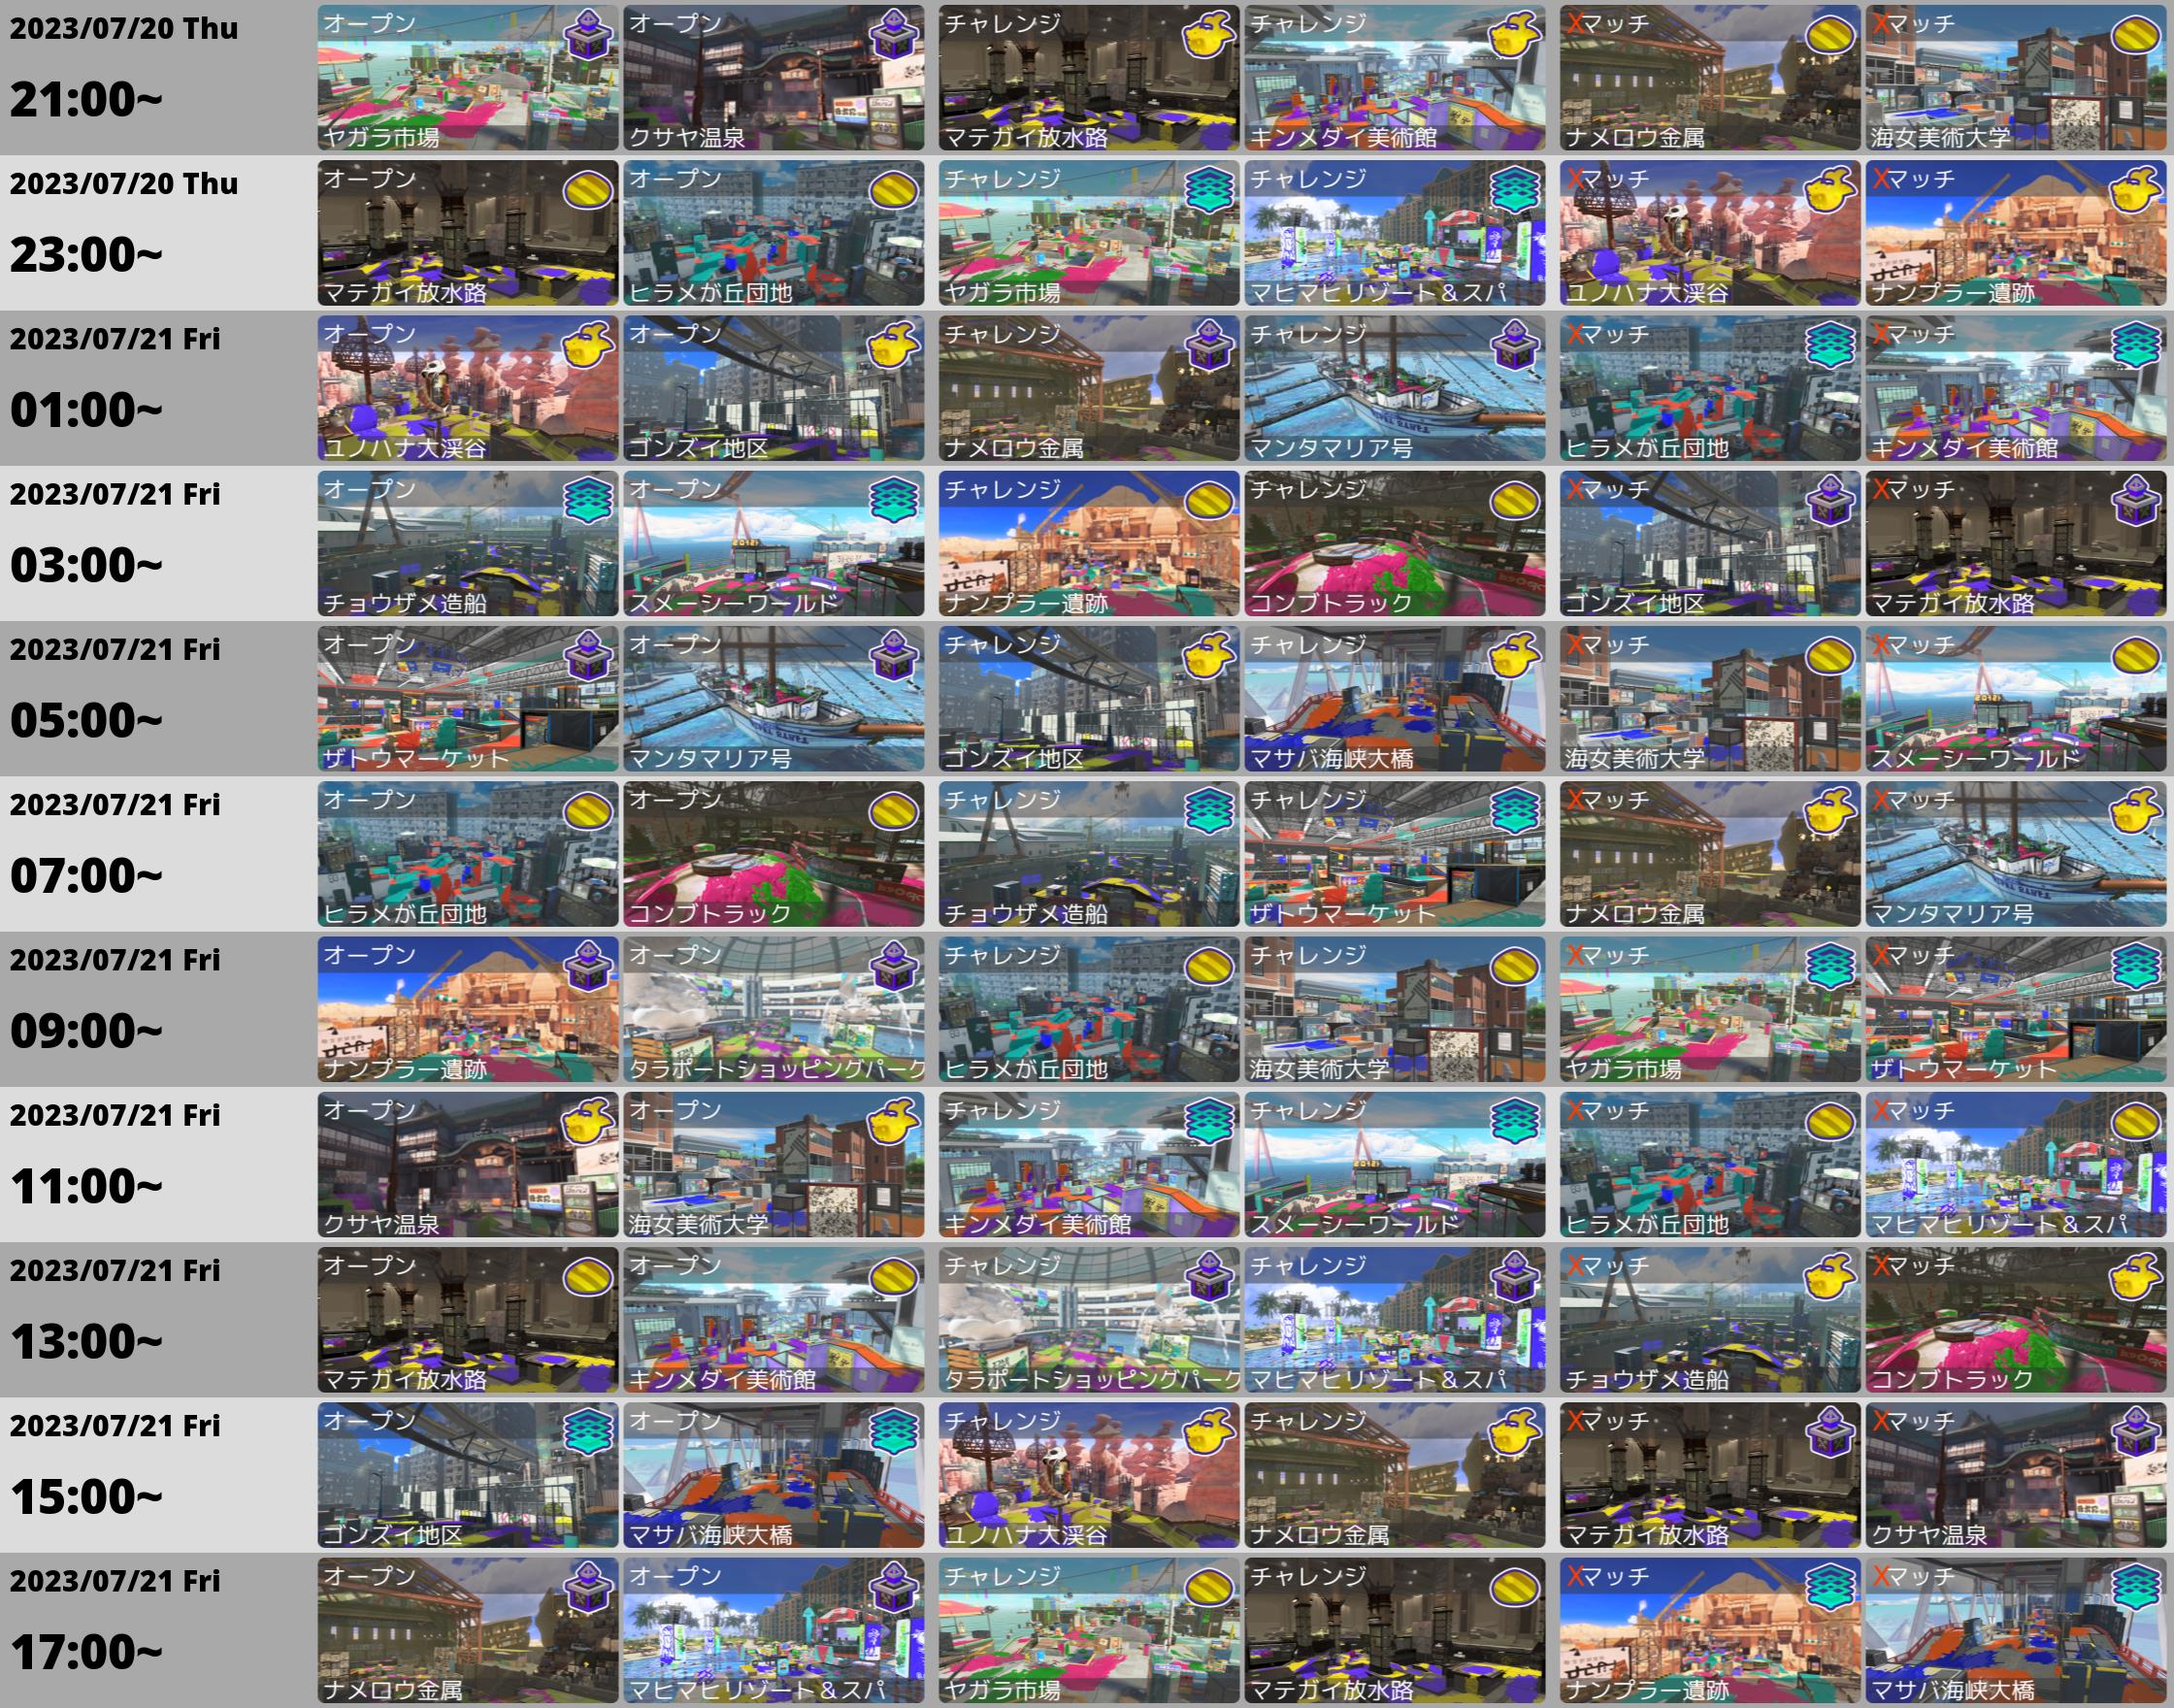 2023/07/20 Thu
21:00~
オープン オープン チャレンジ チャレンジ Xマッチ Xマッチ
ヤガラ市場 クサヤ温泉 マテガイ放水路 キンメダイ美術館 ナメロウ金属 海女美術大学
2023/07/20 Thu
23:00~
オープン オープン チャレンジ チャレンジ Xマッチ Xマッチ
マテガイ放水路 ヒラメが丘団地 ヤガラ市場 マヒマヒリゾート&スパ ユノハナ大渓谷 ナンプラー遺跡
2023/07/21 Fri
01:00~
オープン オープン チャレンジ チャレンジ Xマッチ Xマッチ
ユノハナ大渓谷 ゴンズイ地区 ナメロウ金属 マンタマリア号 ヒラメが丘団地 キンメダイ美術館
2023/07/21 Fri
03:00~
オープン オープン チャレンジ チャレンジ Xマッチ Xマッチ
チョウザメ造船 スメーシーワールド ナンプラー遺跡 コンブトラック ゴンズイ地区 マテガイ放水路
2023/07/21 Fri
05:00~
オープン オープン チャレンジ チャレンジ Xマッチ Xマッチ
ザトウマーケット マンタマリア号 ゴンズイ地区 マサバ海峡大橋 海女美術大学 スメーシーワールド
2023/07/21 Fri
07:00~
オープン オープン チャレンジ チャレンジ Xマッチ Xマッチ
ヒラメが丘団地 コンブトラック チョウザメ造船 ザトウマーケット ナメロウ金属 マンタマリア号
2023/07/21 Fri
09:00~
オープン オープン チャレンジ チャレンジ Xマッチ Xマッチ
ナンプラー遺跡 タラポートショッピングパーク ヒラメが丘団地 海女美術大学 ヤガラ市場 ザトウマーケット
2023/07/21 Fri
11:00~
オープン オープン チャレンジ チャレンジ Xマッチ Xマッチ
クサヤ温泉 海女美術大学 キンメダイ美術館 スメーシーワールド ヒラメが丘団地 マヒマヒリゾート&スパ
2023/07/21 Fri
13:00~
オープン オープン チャレンジ チャレンジ Xマッチ Xマッチ
マテガイ放水路 キンメダイ美術館 タラポートショッピングパーク マヒマヒリゾート&スパ チョウザメ造船 コンブトラック
2023/07/21 Fri
15:00~
オープン オープン チャレンジ チャレンジ Xマッチ Xマッチ
ゴンズイ地区 マサバ海峡大橋 ユノハナ大渓谷 ナメロウ金属 マテガイ放水路 クサヤ温泉
2023/07/21 Fri
17:00~
オープン オープン チャレンジ チャレンジ Xマッチ Xマッチ
ナメロウ金属 マヒマヒリゾート&スパ ヤガラ市場 マテガイ放水路 ナンプラー遺跡 マサバ海峡大橋